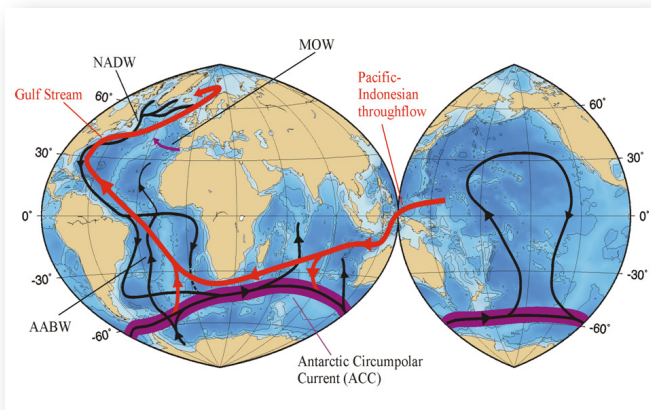 MOW
NADW
Gulf Stream
Pacific-
Indonesian
throughflow
60°
60°
30°
30°
0°
0°
-30°
-30°
AABW
-60°
-60°
Antarctic Circumpolar
Current (ACC)